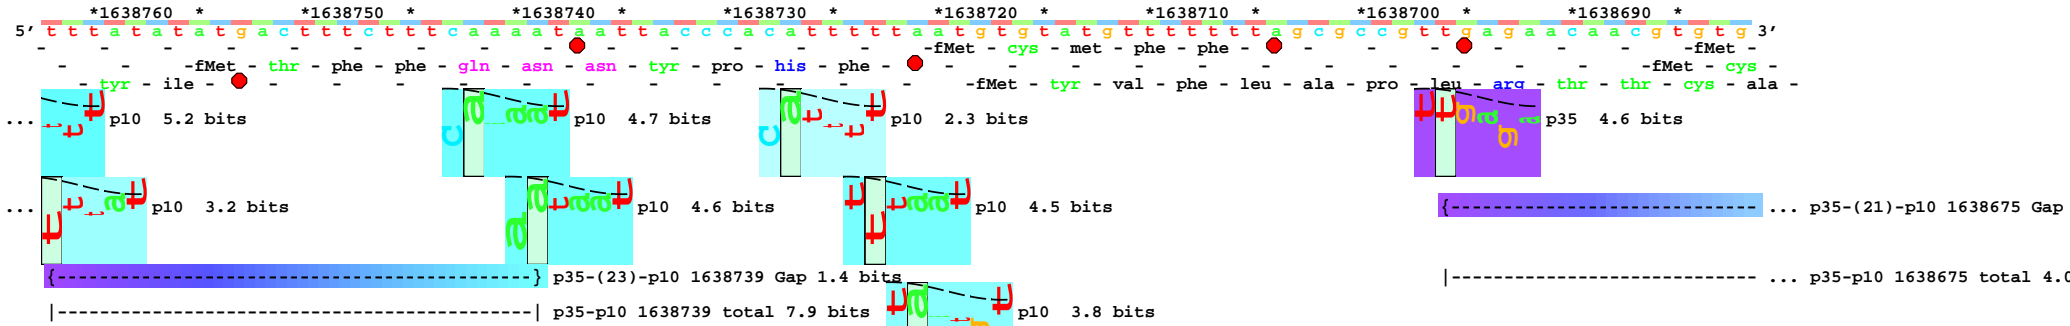 *1638760 * *1638750 * *1638740 * *1638730 * *1638720 * *1638710 * *1638700 * *1638690 *
5' t t t a t a t a t g a c t t t c t t t c a a a a t a a t t a c c c a c a t t t t t a a t g t g t a t g t t t t t t t a g c g c c g t t g a g a a c a a c g t g t g 3'
- - - - - - - - - - - - - - -fMet - cys - met - phe - phe - - - - - - - -fMet -
- - -fMet - thr - phe - phe - gln - asn - asn - tyr - pro - his - phe - - - - - - - - - - - - -fMet - cys -
- tyr - ile - - - - - - - - - - - - -fMet - tyr - val - phe - leu - ala - pro - leu - arg - thr - thr - cys - ala -
... t t t t p10 5.2 bits c a a a t p10 4.7 bits c a t t t t p10 2.3 bits t t g a g a p35 4.6 bits
... t t t a t p10 3.2 bits a a t a a t p10 4.6 bits t t t a a t p10 4.5 bits {--------------- ... p35-(21)-p10 1638675 Gap
{----------------------------------} p35-(23)-p10 1638739 Gap 1.4 bits |--------------- ... p35-p10 1638675 total 4.0
|----------------------------------| p35-p10 1638739 total 7.9 bits t a g t p10 3.8 bits